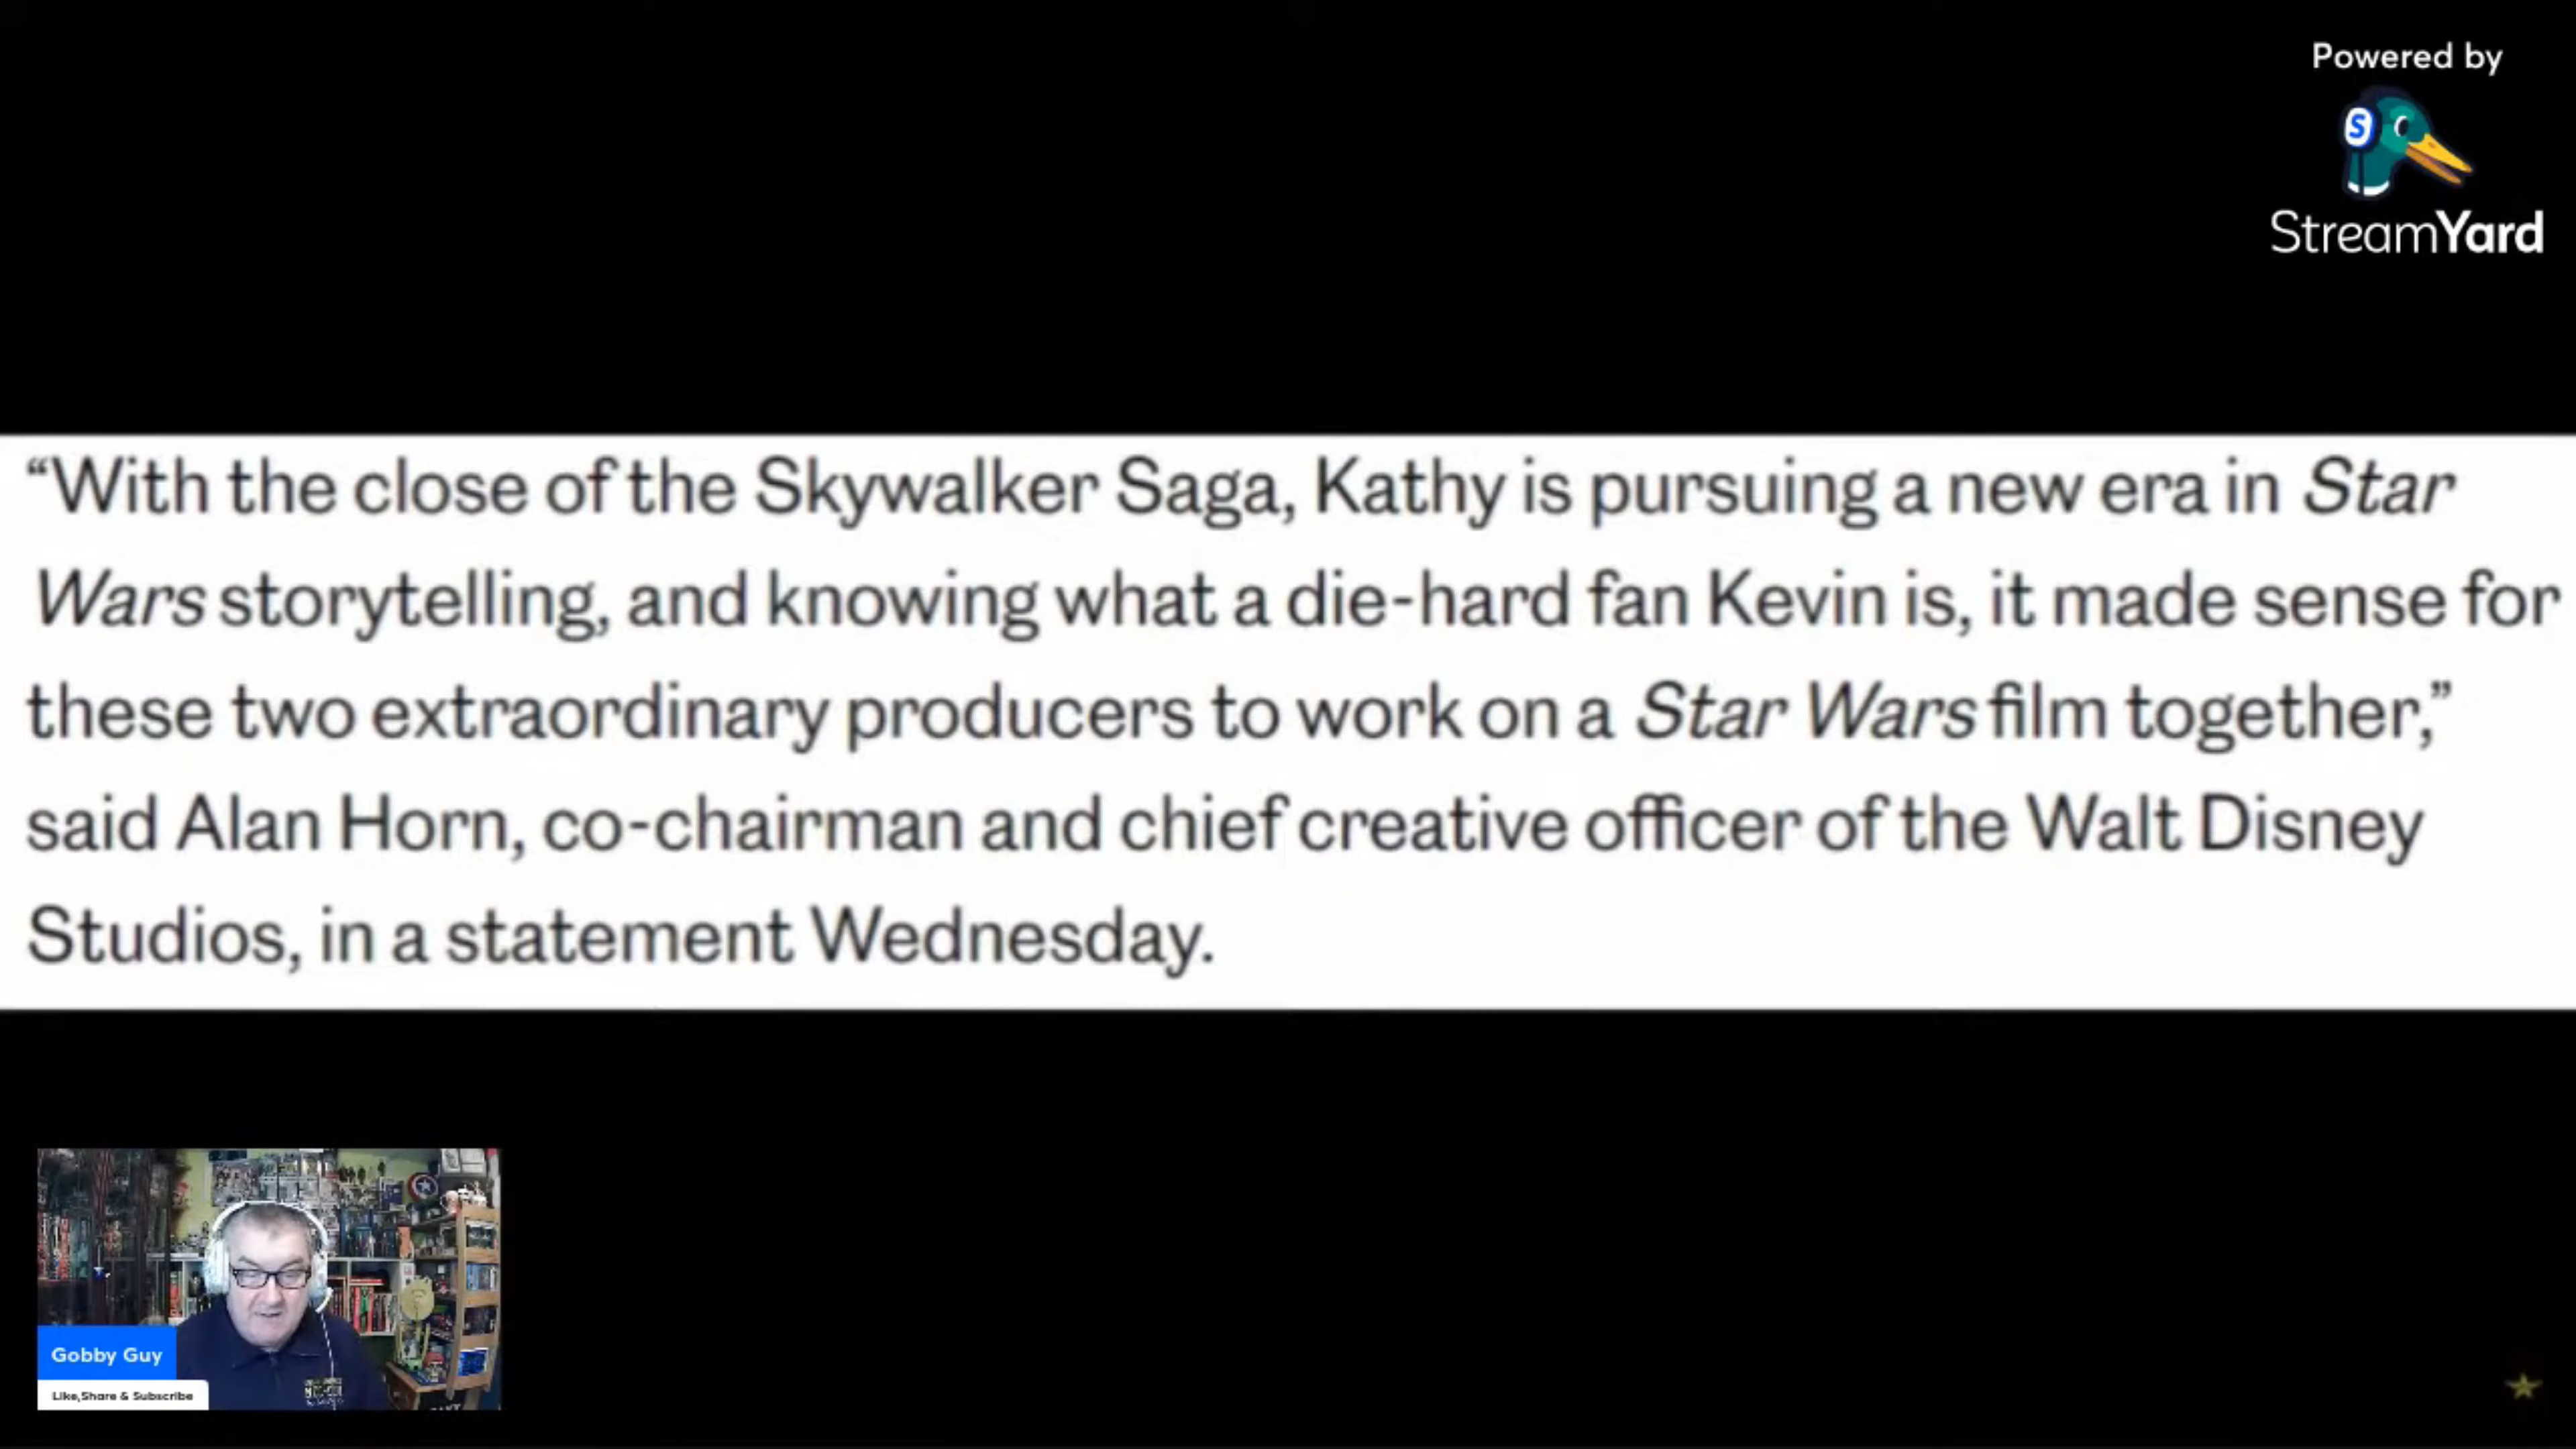 Powered by
StreamYard
“With the close of the Skywalker Saga, Kathy is pursuing a new era in Star
Wars storytelling, and knowing what a die-hard fan Kevin is, it made sense for
these two extraordinary producers to work on a Star Wars film together,”
said Alan Horn, co-chairman and chief creative officer of the Walt Disney
Studios, in a statement Wednesday.
Gobby Guy
Like,Share & Subscribe